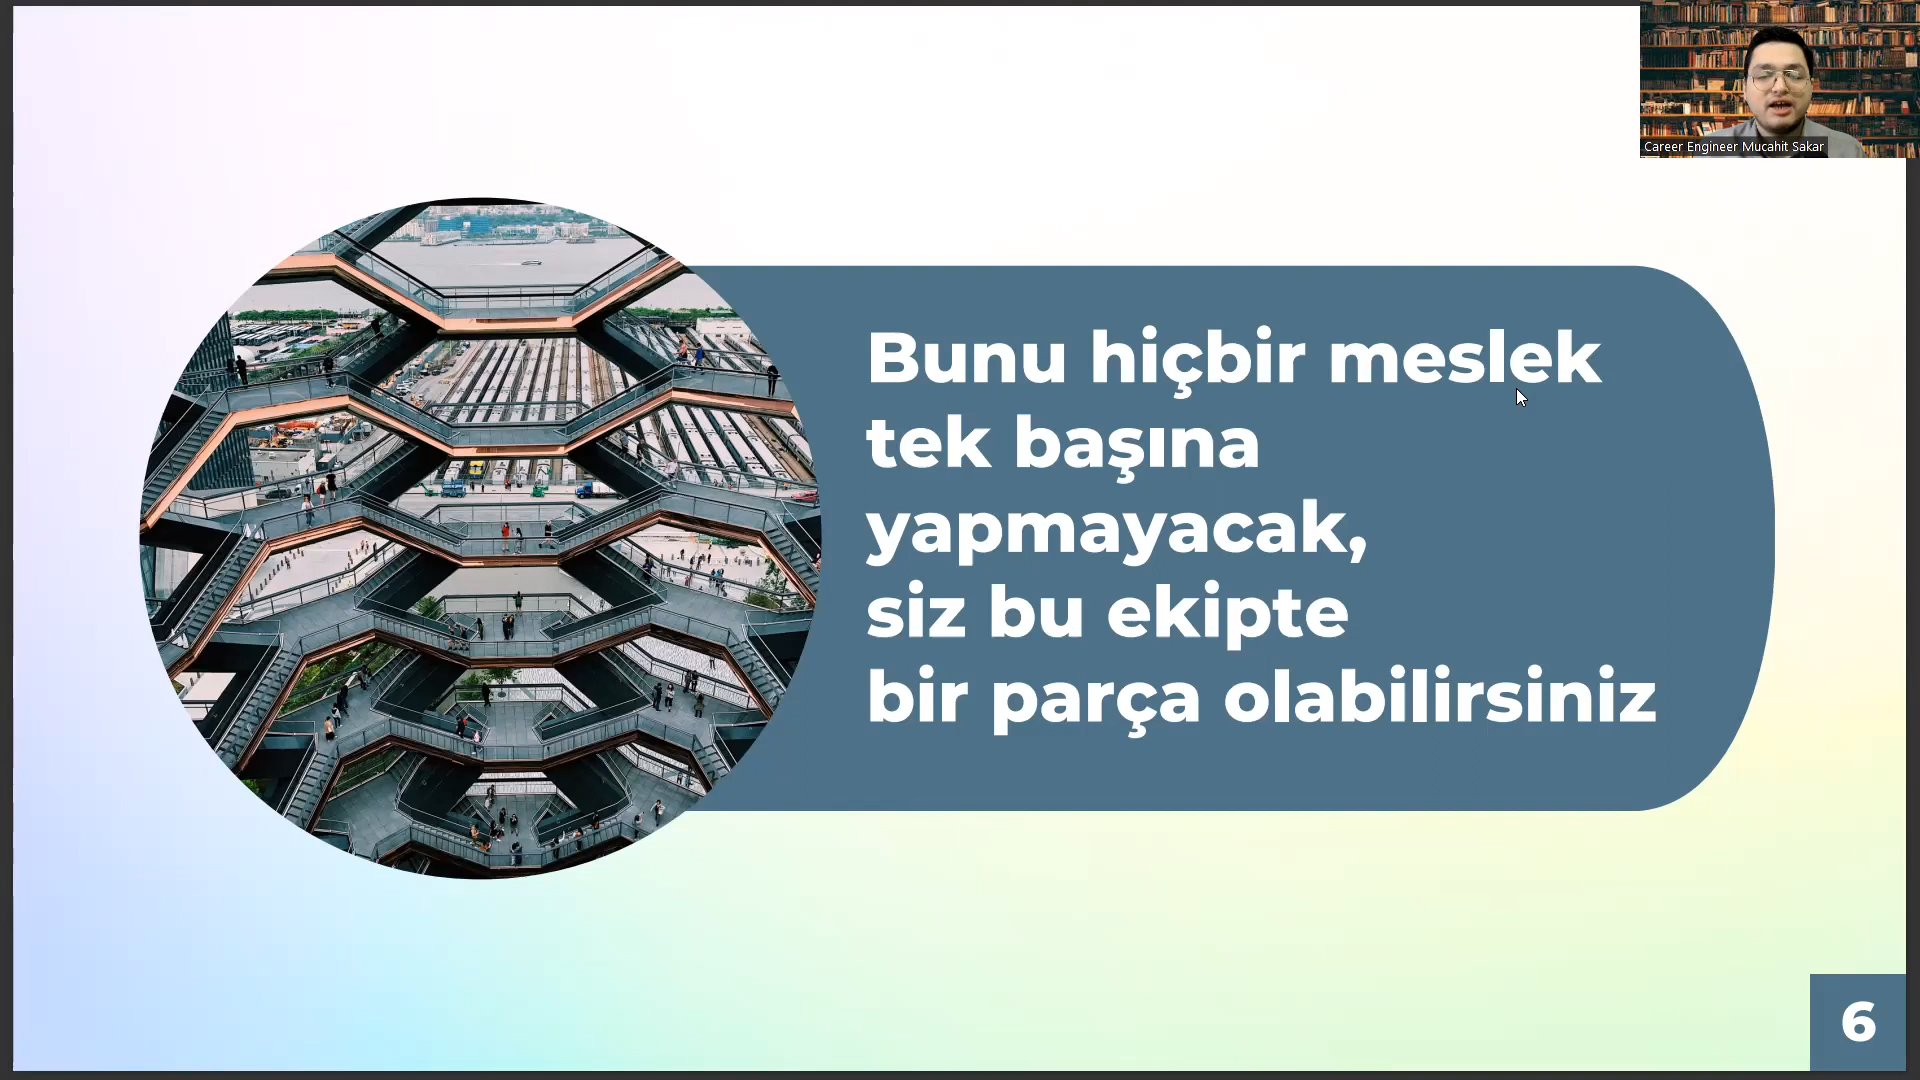 Career Engineer Mucahit Sakar
Bunu hiçbir meslek
tek başına
yapmayacak,
siz bu ekipte
bir parça olabilirsiniz
6